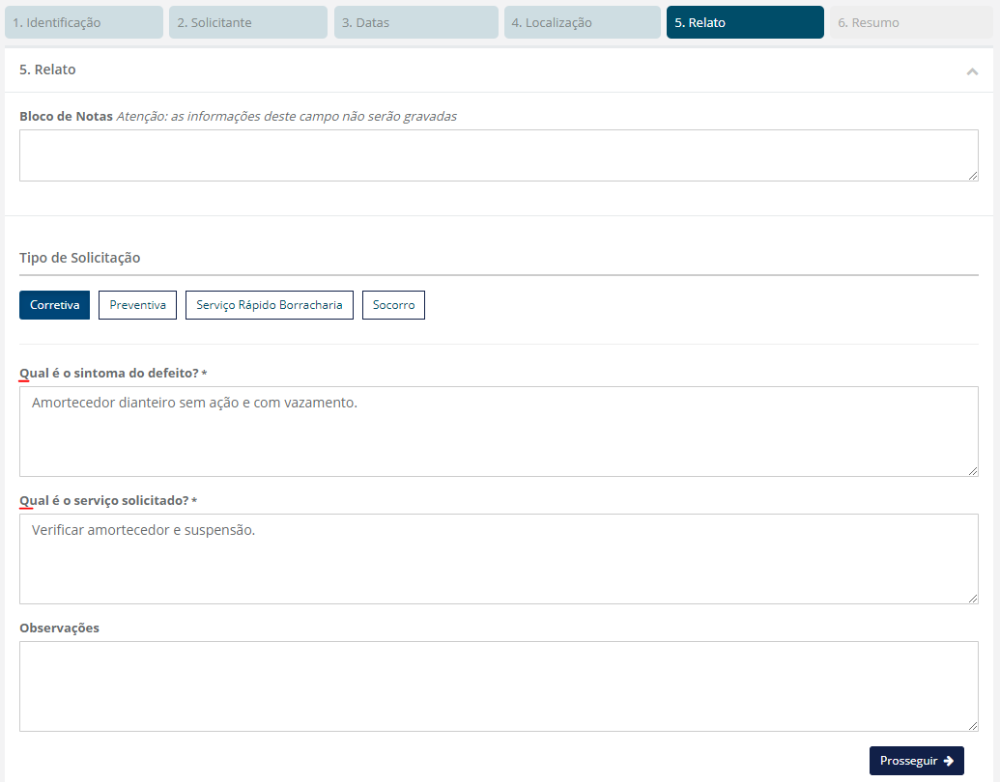 1. Identificação 2. Solicitante 3. Datas 4. Localização 5. Relato 6. Resumo
5. Relato
Bloco de Notas Atenção: as informações deste campo não serão gravadas
Tipo de Solicitação
Corretiva Preventiva Serviço Rápido Borracharia Socorro
Qual é o sintoma do defeito? *
Amortecedor dianteiro sem ação e com vazamento.
Qual é o serviço solicitado? *
Verificar amortecedor e suspensão.
Observações
Prosseguir